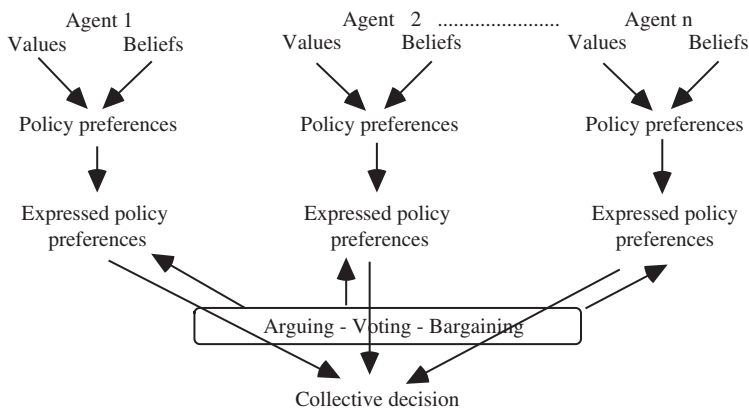 Agent 1 Agent 2 ........................ Agent n
Values Beliefs Values Beliefs Values Beliefs
Policy preferences Policy preferences Policy preferences
Expressed policy Expressed policy Expressed policy
preferences preferences preferences
Arguing - Voting - Bargaining
Collective decision